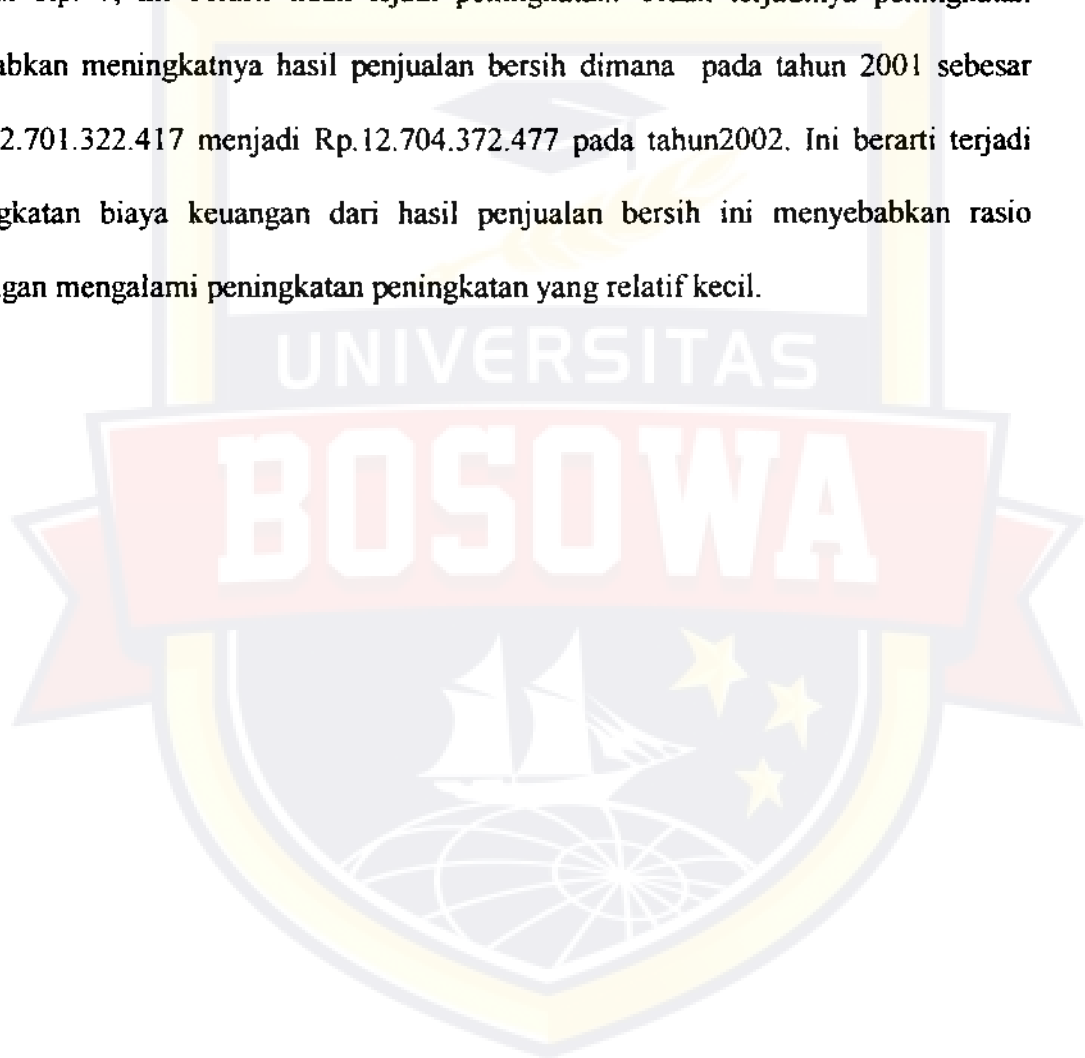 abkan meningkatnya hasil penjualan bersih dimana pada tahun 2001 sebesar
2.701.322.417 menjadi Rp.12.704.372.477 pada tahun2002. Ini berarti terjadi
gkatan biaya keuangan dari hasil penjualan bersih ini menyebabkan rasio
gan mengalami peningkatan peningkatan yang relatif kecil.
UNIVERSITAS
BOSOWA